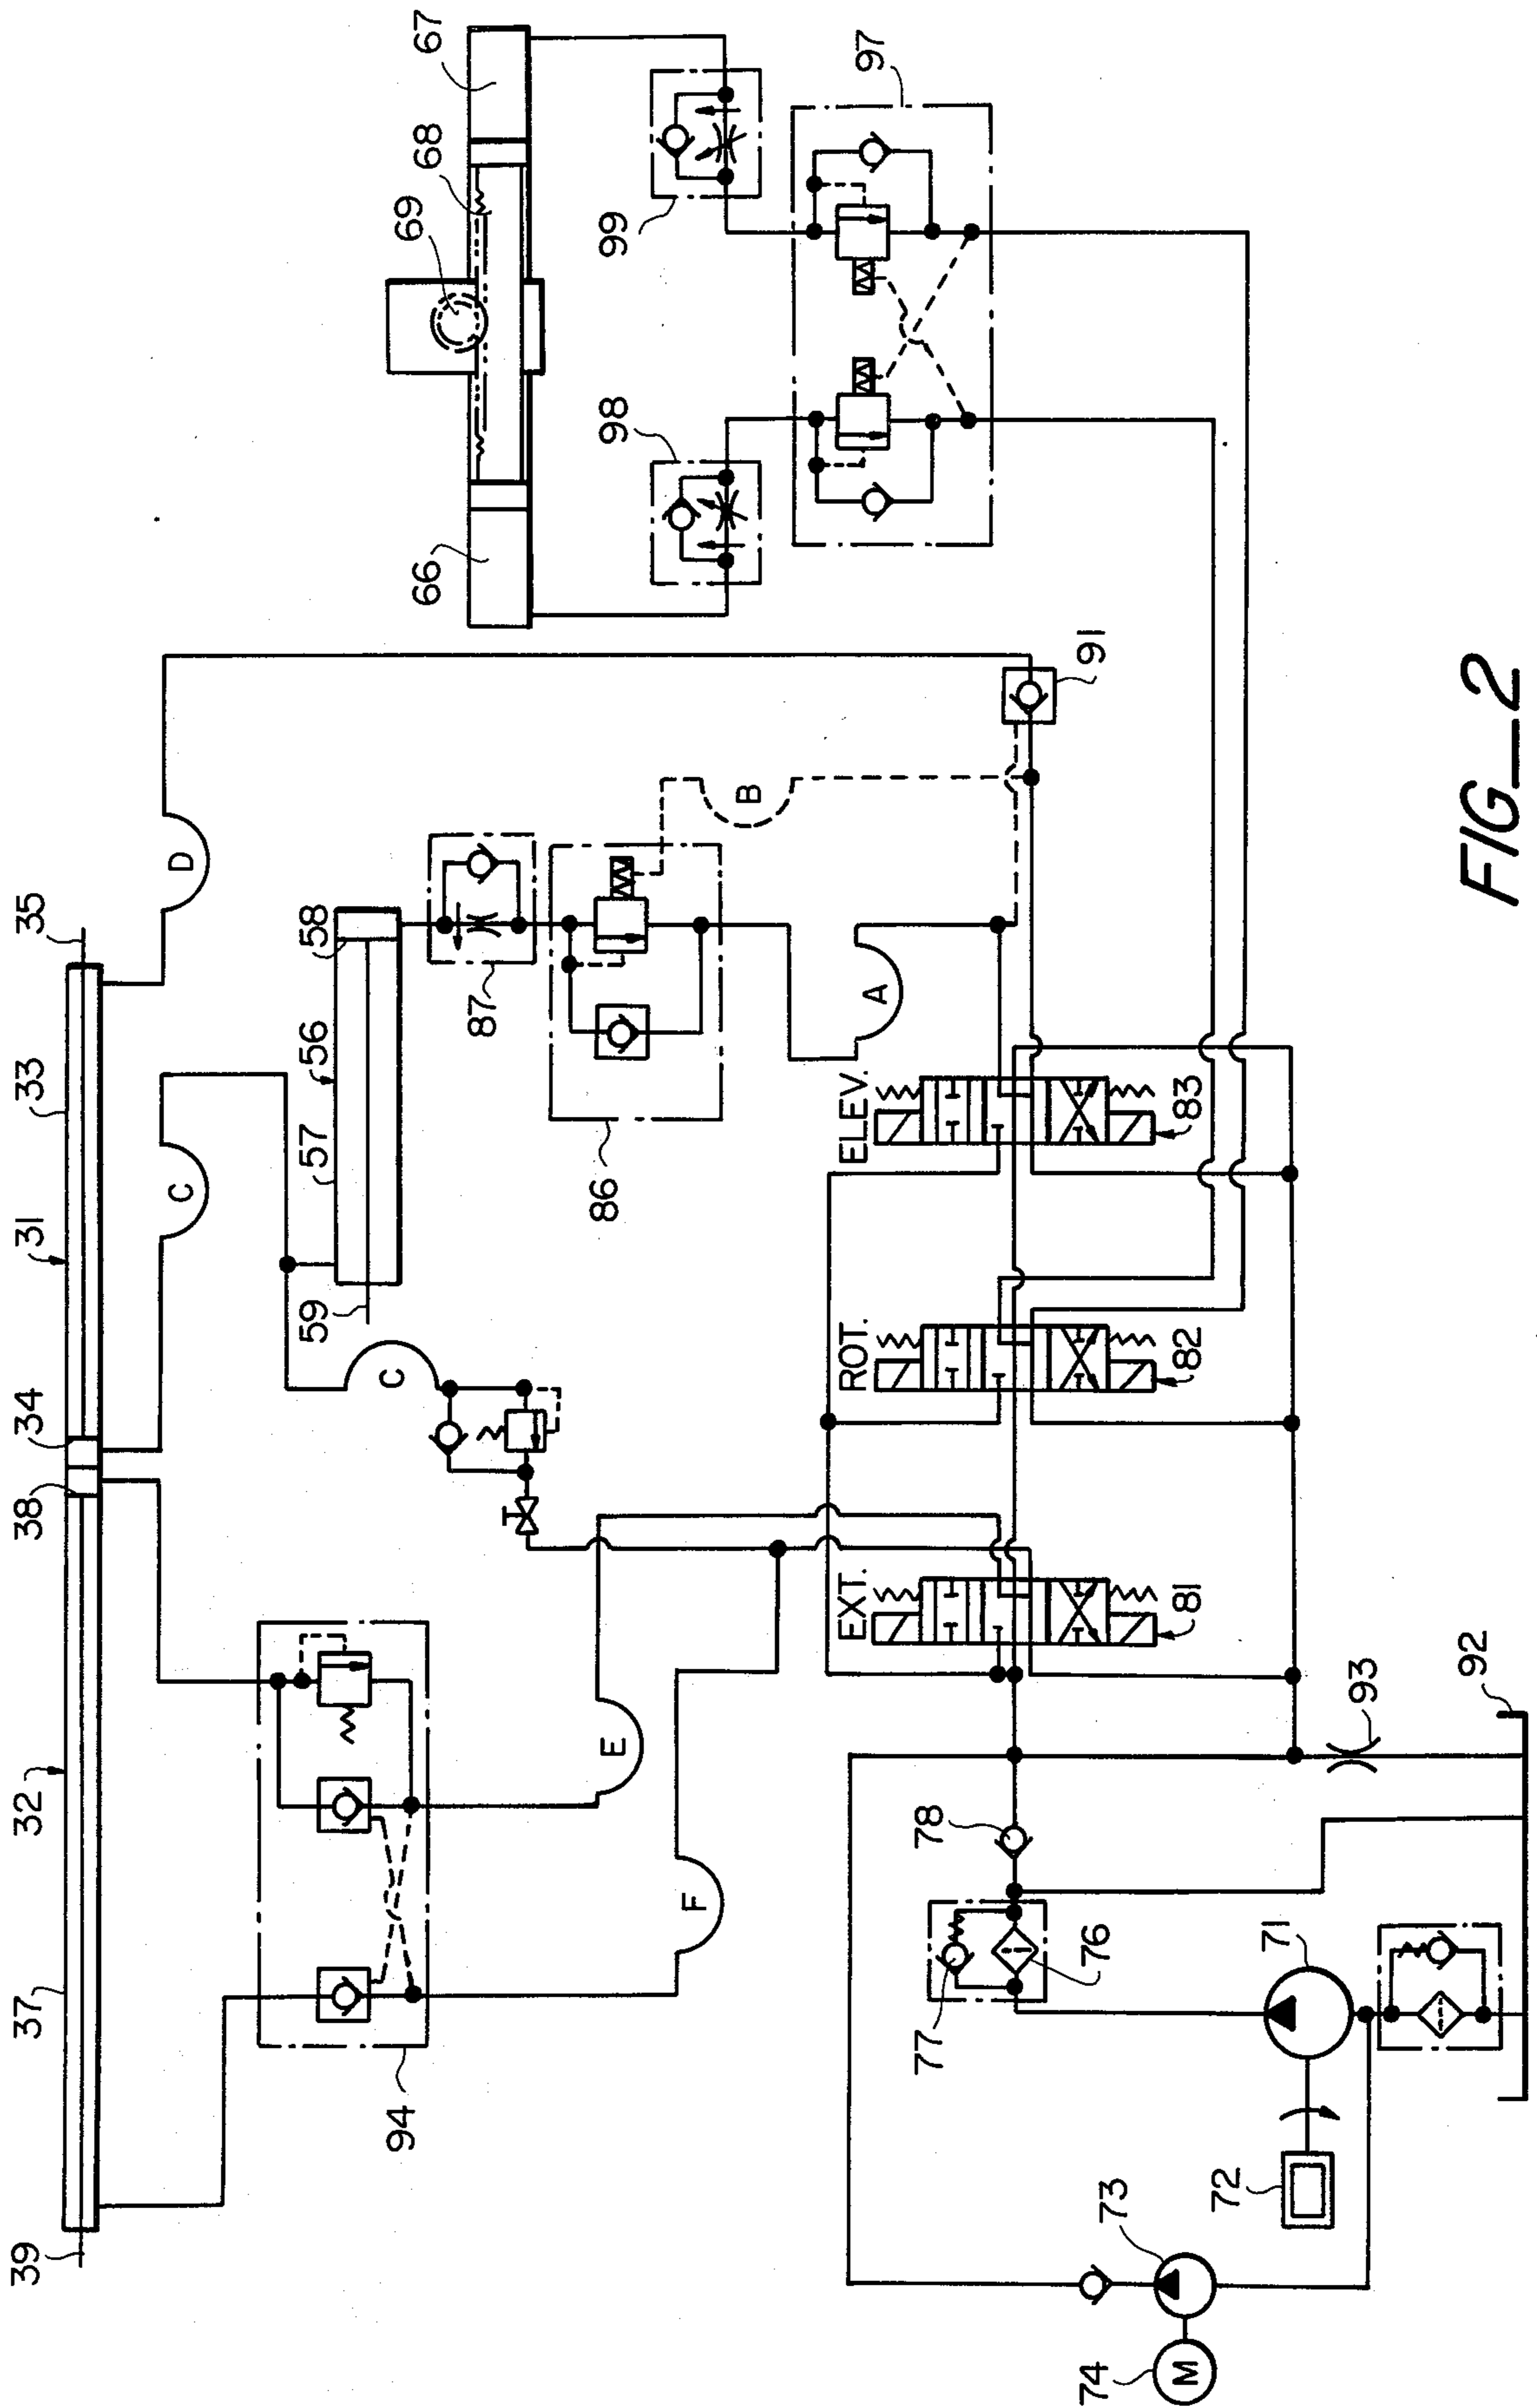 39 37 32 38 34 31 33 35
C D
59 57 56 58
94 C
66 69 68 67
87
86 98 99
E
F
B
EXT. ROT. ELEV.
A 97
77 78
74 73 76 91
M
81 82 83
72
71
93
92
FIG_2